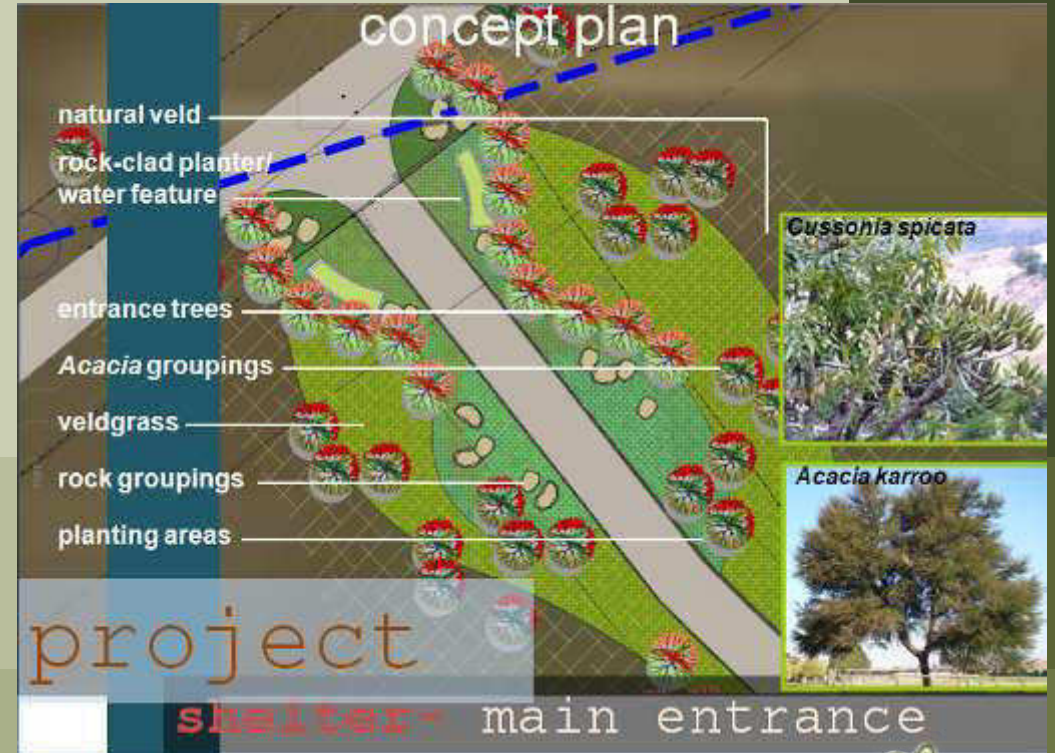 concept plan
natural veld
rock-clad planter/
water feature
Cussonia spicata
entrance trees
Acacia groupings
veldgrass
rock groupings
Acacia karroo
planting areas
project
shelter- main entrance